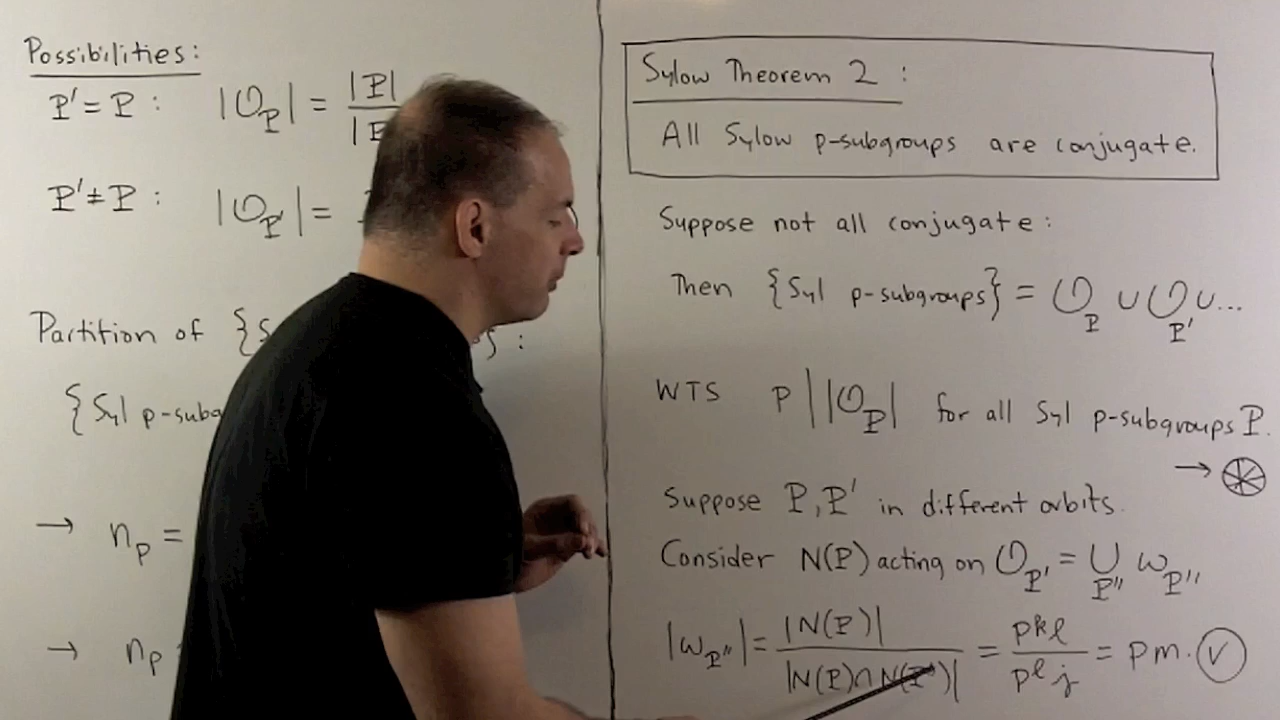 Possibilities:
P' = P : |O_P| = |P|
P' ≠ P : |O_P'| =
Partition of {S
{Syl p-subg
→ n_p =
→ n_p
Sylow Theorem 2 :
All Sylow p-subgroups are conjugate.
Suppose not all conjugate :
Then {Syl p-subgroups} = O_P ∪ O_P' ∪ ...
WTS p | |O_P| for all Syl p-subgroups P.
→ ⊛
Suppose P, P' in different orbits.
Consider N(P) acting on O_P' = ∪_P'' ω_P''
|ω_P''| = |N(P)| / |N(P) ∩ N(P'')| = p^k l / p^l j = pm. ✓